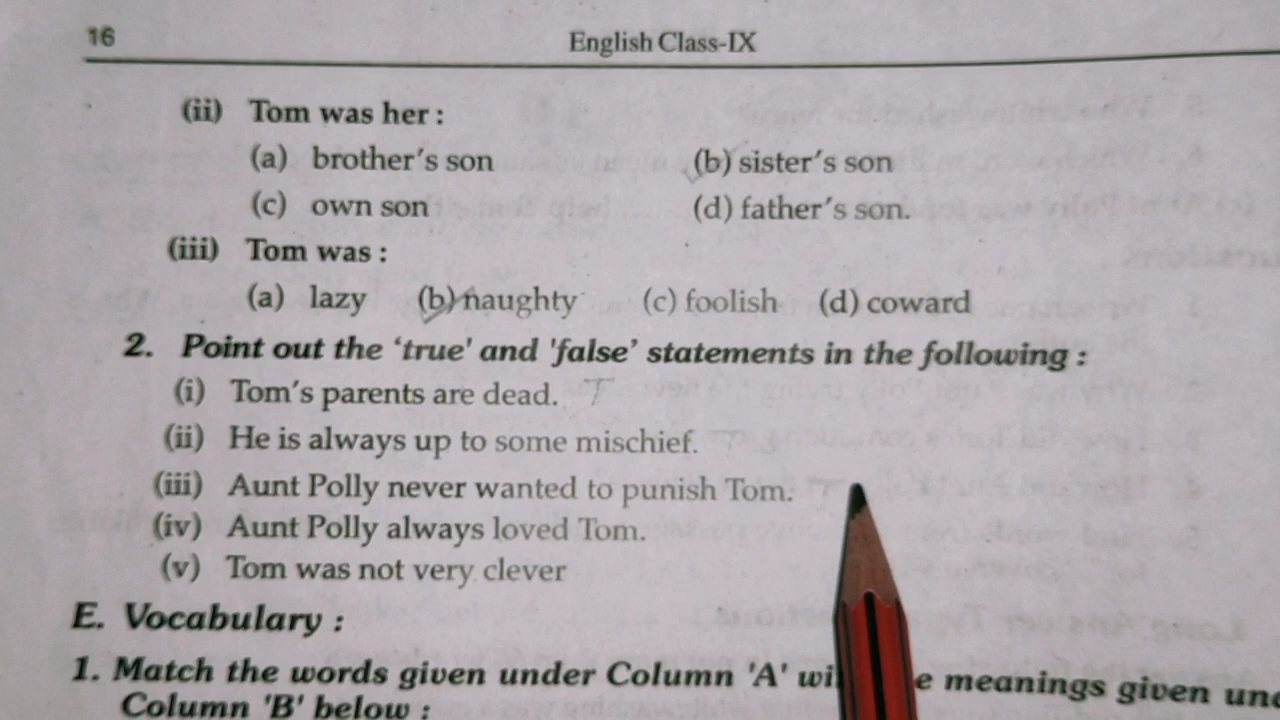 16 English Class-IX
(ii) Tom was her :
(a) brother's son (b) sister's son
(c) own son (d) father's son.
(iii) Tom was :
(a) lazy (b) naughty (c) foolish (d) coward
2. Point out the 'true' and 'false' statements in the following :
(i) Tom's parents are dead. T
(ii) He is always up to some mischief.
(iii) Aunt Polly never wanted to punish Tom.
(iv) Aunt Polly always loved Tom.
(v) Tom was not very clever
E. Vocabulary :
1. Match the words given under Column 'A' meanings given
Column 'B' below :